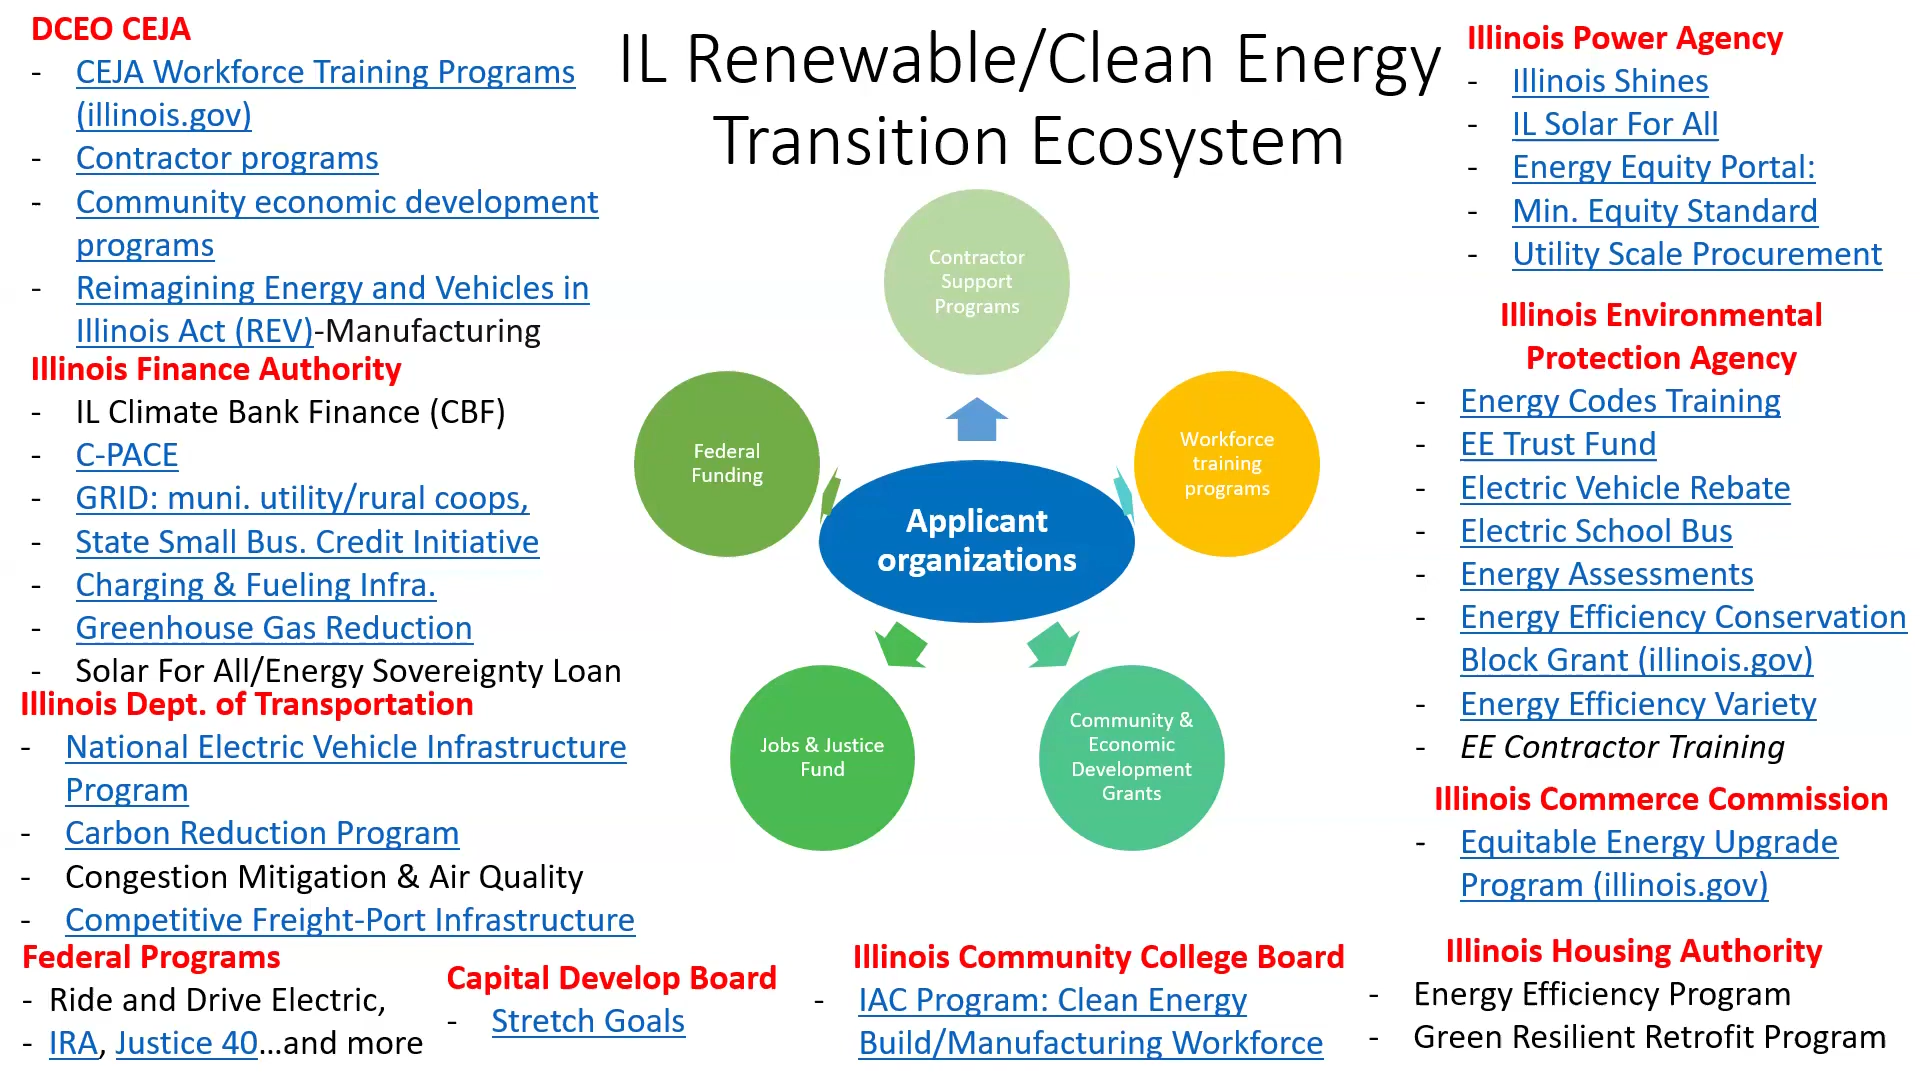 IL Renewable/Clean Energy
Transition Ecosystem
DCEO CEJA
- CEJA Workforce Training Programs
(illinois.gov)
- Contractor programs
- Community economic development
programs
- Reimagining Energy and Vehicles in
Illinois Act (REV)-Manufacturing
Illinois Finance Authority
- IL Climate Bank Finance (CBF)
- C-PACE
- GRID: muni. utility/rural coops,
- State Small Bus. Credit Initiative
- Charging & Fueling Infra.
- Greenhouse Gas Reduction
- Solar For All/Energy Sovereignty Loan
Illinois Dept. of Transportation
- National Electric Vehicle Infrastructure
Program
- Carbon Reduction Program
- Congestion Mitigation & Air Quality
- Competitive Freight-Port Infrastructure
Federal Programs
- Ride and Drive Electric,
- IRA, Justice 40...and more
Capital Develop Board
- Stretch Goals
Contractor
Support
Programs
Federal
Funding
Workforce
training
programs
Applicant
organizations
Jobs & Justice
Fund
Community &
Economic
Development
Grants
Illinois Community College Board
- IAC Program: Clean Energy
Build/Manufacturing Workforce
Illinois Power Agency
- Illinois Shines
- IL Solar For All
- Energy Equity Portal:
- Min. Equity Standard
- Utility Scale Procurement
Illinois Environmental
Protection Agency
- Energy Codes Training
- EE Trust Fund
- Electric Vehicle Rebate
- Electric School Bus
- Energy Assessments
- Energy Efficiency Conservation
Block Grant (illinois.gov)
- Energy Efficiency Variety
- EE Contractor Training
Illinois Commerce Commission
- Equitable Energy Upgrade
Program (illinois.gov)
Illinois Housing Authority
- Energy Efficiency Program
- Green Resilient Retrofit Program